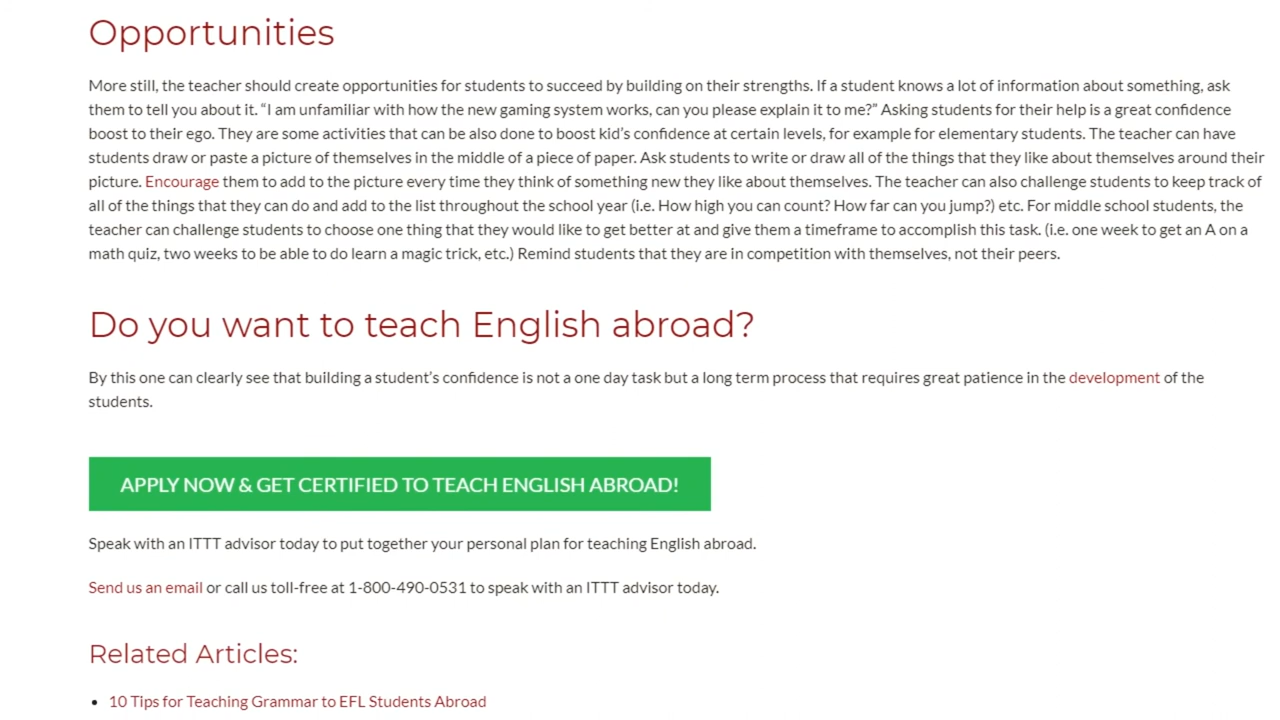 Opportunities
More still, the teacher should create opportunities for students to succeed by building on their strengths. If a student knows a lot of information about something, ask
them to tell you about it. “I am unfamiliar with how the new gaming system works, can you please explain it to me?” Asking students for their help is a great confidence
boost to their ego. They are some activities that can be also done to boost kid’s confidence at certain levels, for example for elementary students. The teacher can have
students draw or paste a picture of themselves in the middle of a piece of paper. Ask students to write or draw all of the things that they like about themselves around their
picture. Encourage them to add to the picture every time they think of something new they like about themselves. The teacher can also challenge students to keep track of
all of the things that they can do and add to the list throughout the school year (i.e. How high you can count? How far can you jump?) etc. For middle school students, the
teacher can challenge students to choose one thing that they would like to get better at and give them a timeframe to accomplish this task. (i.e. one week to get an A on a
math quiz, two weeks to be able to do learn a magic trick, etc.) Remind students that they are in competition with themselves, not their peers.
Do you want to teach English abroad?
By this one can clearly see that building a student’s confidence is not a one day task but a long term process that requires great patience in the development of the
students.
APPLY NOW & GET CERTIFIED TO TEACH ENGLISH ABROAD!
Speak with an ITTT advisor today to put together your personal plan for teaching English abroad.
Send us an email or call us toll-free at 1-800-490-0531 to speak with an ITTT advisor today.
Related Articles:
• 10 Tips for Teaching Grammar to EFL Students Abroad